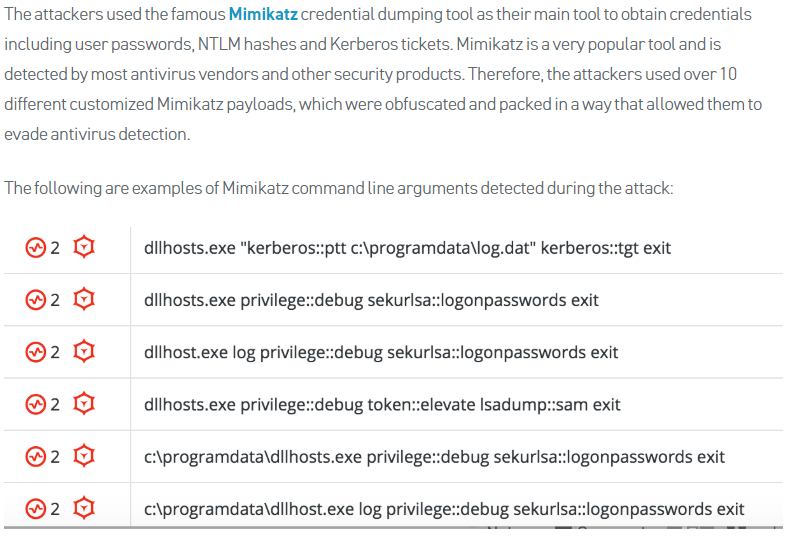 The attackers used the famous Mimikatz credential dumping tool as their main tool to obtain credentials
including user passwords, NTLM hashes and Kerberos tickets. Mimikatz is a very popular tool and is
detected by most antivirus vendors and other security products. Therefore, the attackers used over 10
different customized Mimikatz payloads, which were obfuscated and packed in a way that allowed them to
evade antivirus detection.
The following are examples of Mimikatz command line arguments detected during the attack:
2 dllhosts.exe "kerberos::ptt c:\programdata\log.dat" kerberos::tgt exit
2 dllhosts.exe privilege::debug sekurlsa::logonpasswords exit
2 dllhost.exe log privilege::debug sekurlsa::logonpasswords exit
2 dllhosts.exe privilege::debug token::elevate lsadump::sam exit
2 c:\programdata\dllhosts.exe privilege::debug sekurlsa::logonpasswords exit
2 c:\programdata\dllhost.exe log privilege::debug sekurlsa::logonpasswords exit